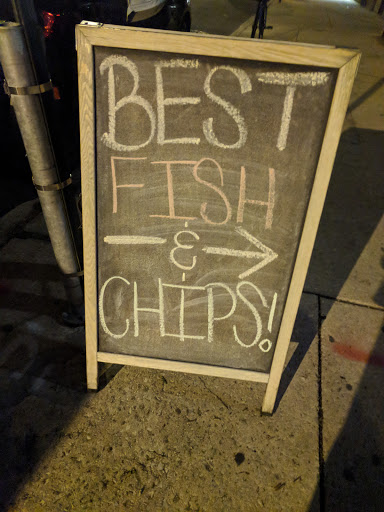 BEST
FISH
— & →
CHIPS!